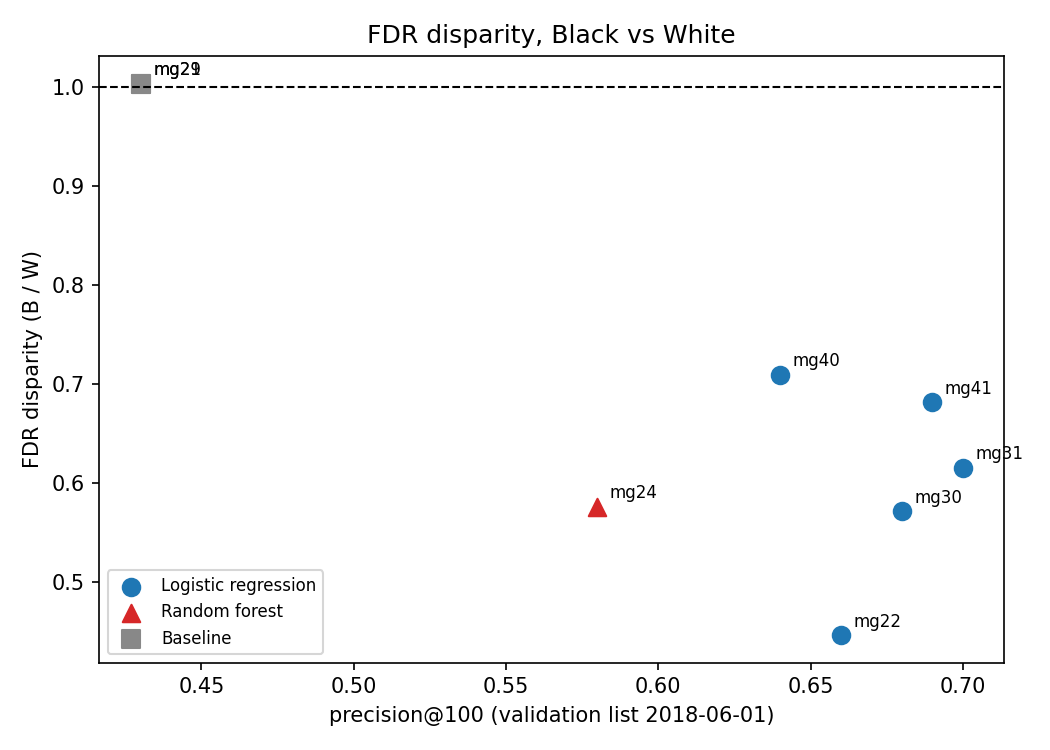 FDR disparity, Black vs White
1.0
0.9
0.8
0.7
0.6
0.5
FDR disparity (B / W)
mg40
mg41
mg31
mg24
mg30
mg22
Logistic regression
Random forest
Baseline
0.45 0.50 0.55 0.60 0.65 0.70
precision@100 (validation list 2018-06-01)